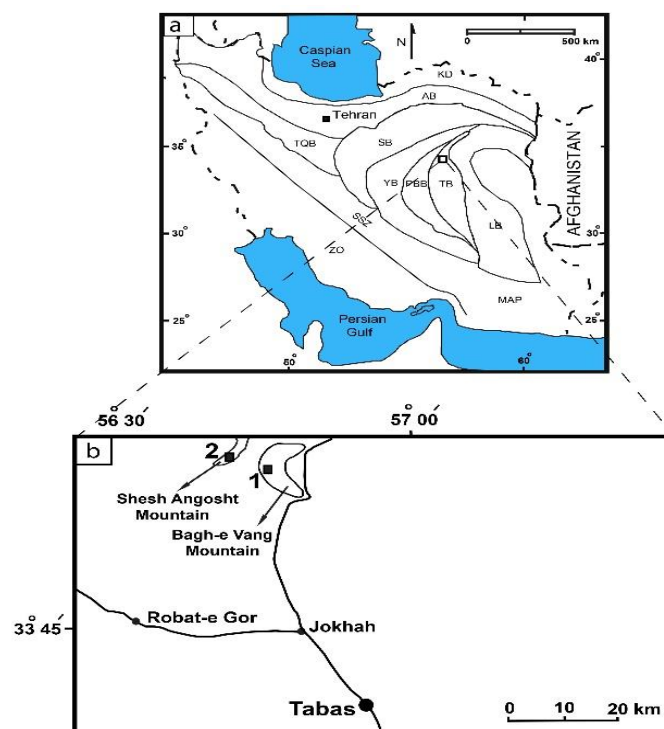 a
Caspian
Sea
N
0 500 km
40°
KD
AB
Tehran
35°
TQB
SB
35°
YB
PBB
TB
AFGHANISTAN
SSZ
LB
30°
30°
ZO
MAP
25°
Persian
Gulf
25°
50°
60°
56° 30′
57° 00′
b
2
1
Shesh Angosht
Mountain
Bagh-e Vang
Mountain
33° 45′
Robat-e Gor
Jokhah
Tabas
0 10 20 km